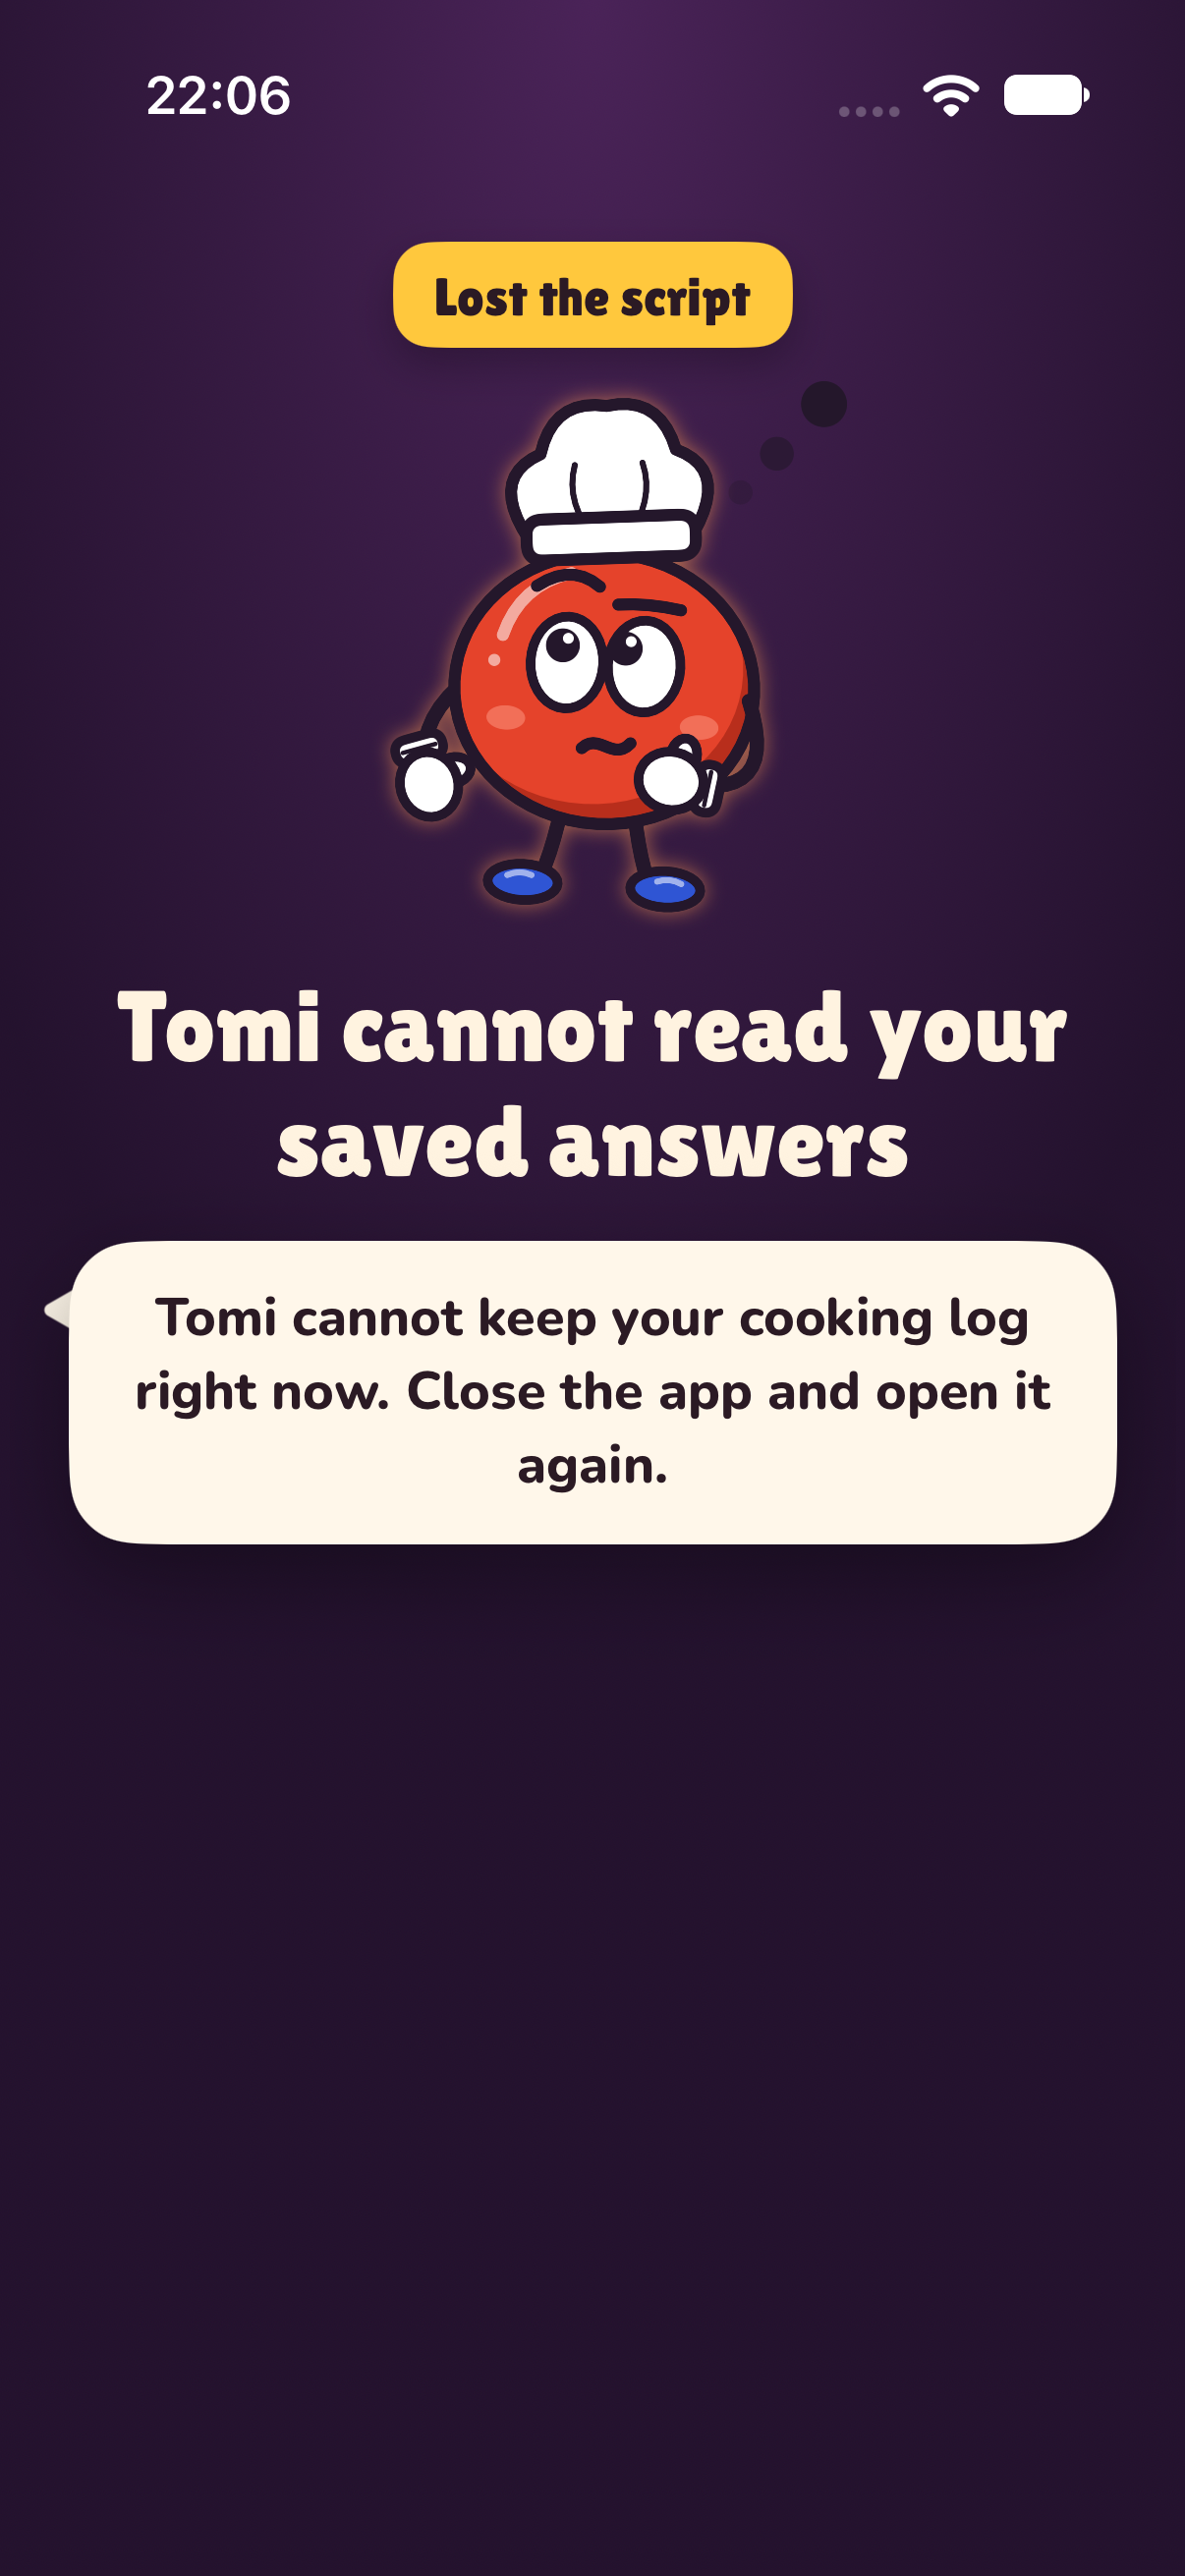 22:06
Lost the script
Tomi cannot read your
saved answers
Tomi cannot keep your cooking log
right now. Close the app and open it
again.